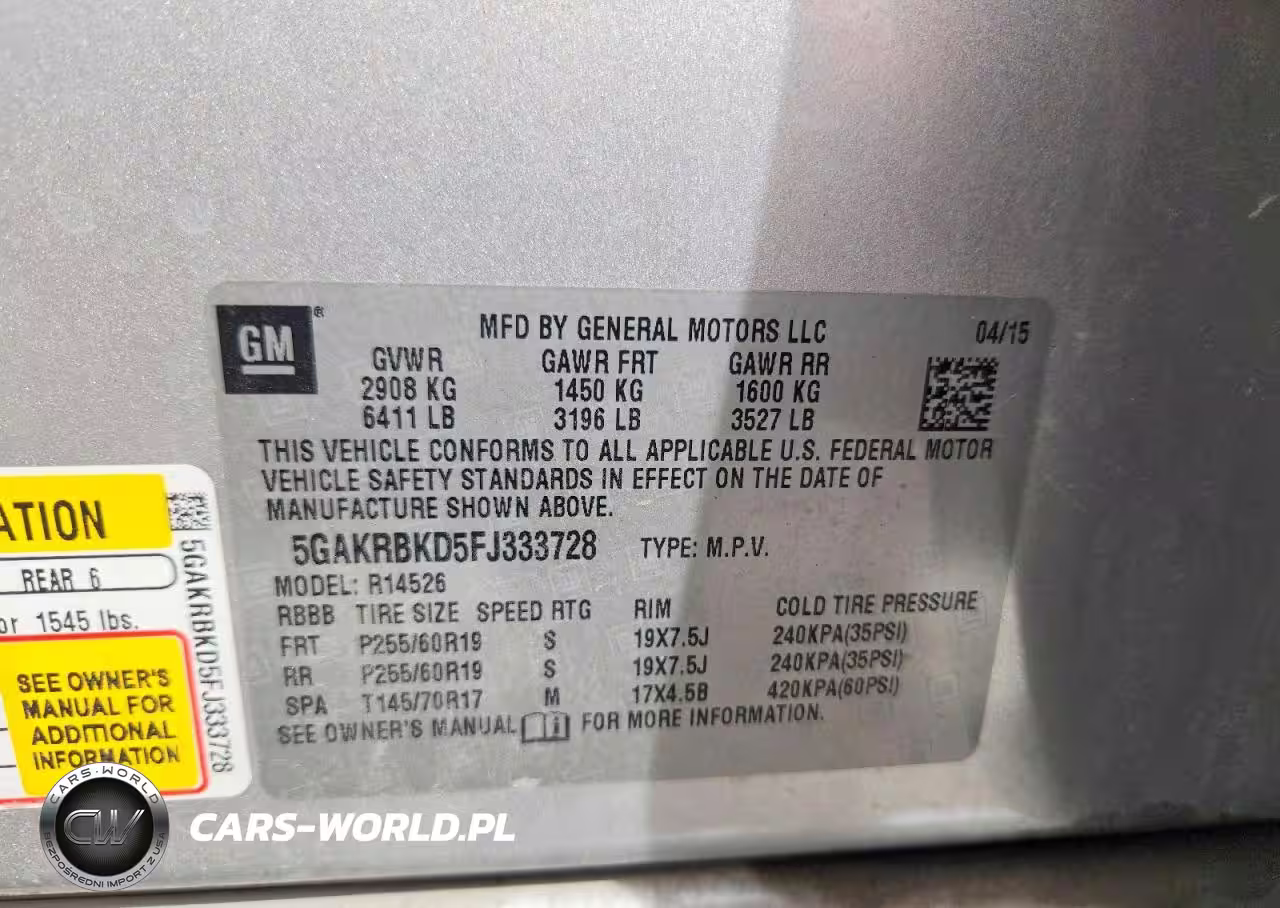 GM ®
MFD BY GENERAL MOTORS LLC 04/15
GVWR GAWR FRT GAWR RR
2908 KG 1450 KG 1600 KG
6411 LB 3196 LB 3527 LB
THIS VEHICLE CONFORMS TO ALL APPLICABLE U.S. FEDERAL MOTOR
VEHICLE SAFETY STANDARDS IN EFFECT ON THE DATE OF
MANUFACTURE SHOWN ABOVE.
5GAKRBKD5FJ333728 TYPE: M.P.V.
MODEL: R14526
RBBB TIRE SIZE SPEED RTG RIM COLD TIRE PRESSURE
FRT P255/60R19 S 19X7.5J 240KPA(35PSI)
RR P255/60R19 S 19X7.5J 240KPA(35PSI)
SPA T145/70R17 M 17X4.5B 420KPA(60PSI)
SEE OWNER'S MANUAL i FOR MORE INFORMATION.
ATION
REAR 6
or 1545 lbs.
SEE OWNER'S
MANUAL FOR
ADDITIONAL
INFORMATION
5GAKRBKD5FJ333728
CARS-WORLD
CW
BEZPOŚREDNI IMPORT Z USA
CARS-WORLD.PL